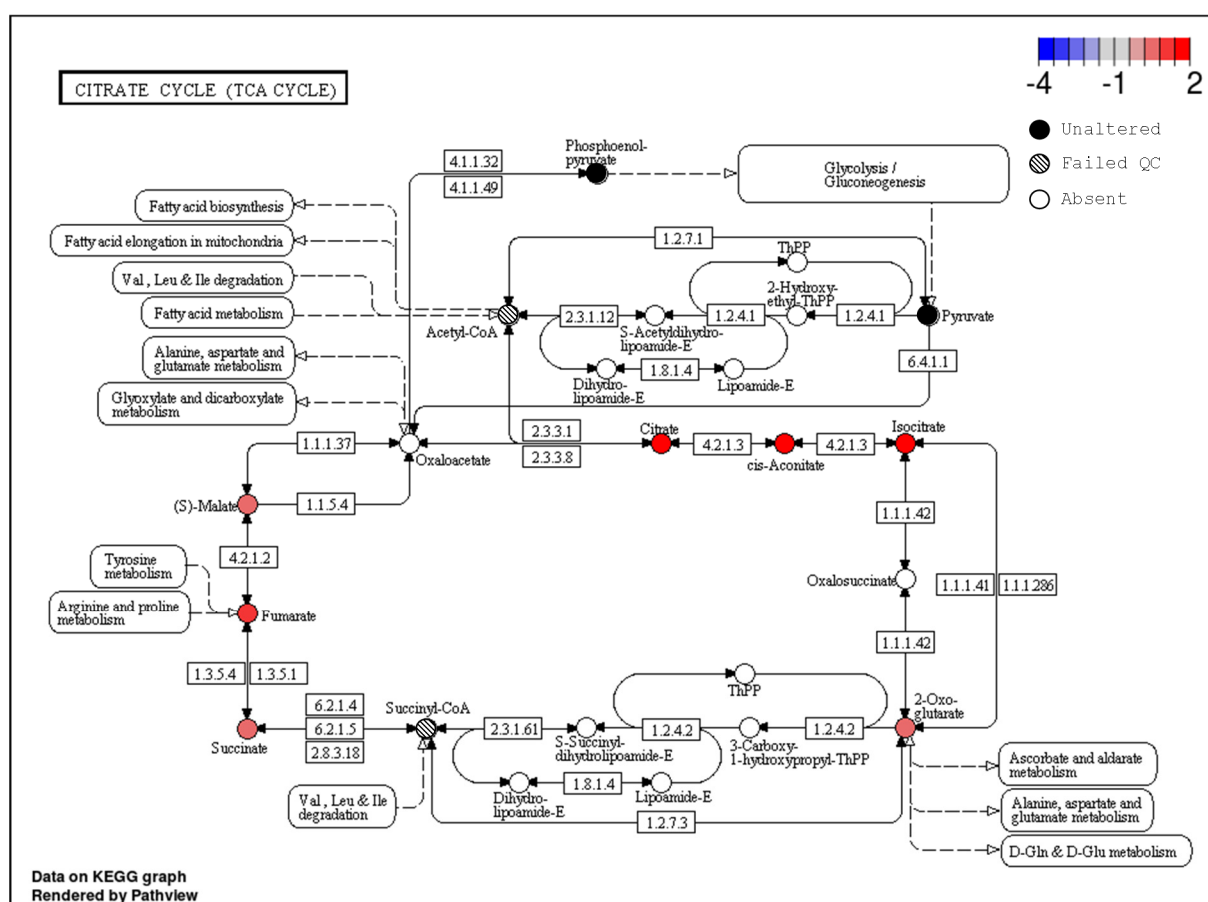 CITRATE CYCLE (TCA CYCLE)
-4 -1 2
Unaltered
Failed QC
Absent
Phosphoenol-
pyruvate
4.1.1.32
4.1.1.49
Glycolysis /
Gluconeogenesis
Fatty acid biosynthesis
Fatty acid elongation in mitochondria
Val , Leu & Ile degradation
Fatty acid metabolism
Alanine, aspartate and
glutamate metabolism
Glyoxylate and dicarboxylate
metabolism
1.2.7.1
ThPP
2-Hydroxy-
ethyl-ThPP
Acetyl-CoA
2.3.1.12
S-Acetyldihydro-
lipoamide-E
1.2.4.1
1.2.4.1
Pyruvate
Dihydro-
lipoamide-E
1.8.1.4
Lipoamide-E
6.4.1.1
1.1.1.37
Oxaloacetate
2.3.3.1
2.3.3.8
Citrate
4.2.1.3
cis-Aconitate
4.2.1.3
Isocitrate
(S)-Malate
1.1.5.4
1.1.1.42
4.2.1.2
Tyrosine
metabolism
Arginine and proline
metabolism
Fumarate
Oxalosuccinate
1.1.1.41
1.1.1.286
1.1.1.42
1.3.5.4
1.3.5.1
6.2.1.4
6.2.1.5
2.8.3.18
Succinate
Succinyl-CoA
2.3.1.61
S-Succinyl-
dihydrolipoamide-E
ThPP
1.2.4.2
3-Carboxy-
1-hydroxypropyl-ThPP
1.2.4.2
2-Oxo-
glutarate
Val , Leu & Ile
degradation
Dihydro-
lipoamide-E
1.8.1.4
Lipoamide-E
1.2.7.3
Ascorbate and aldarate
metabolism
Alanine, aspartate and
glutamate metabolism
D-Gln & D-Glu metabolism
Data on KEGG graph
Rendered by Pathview